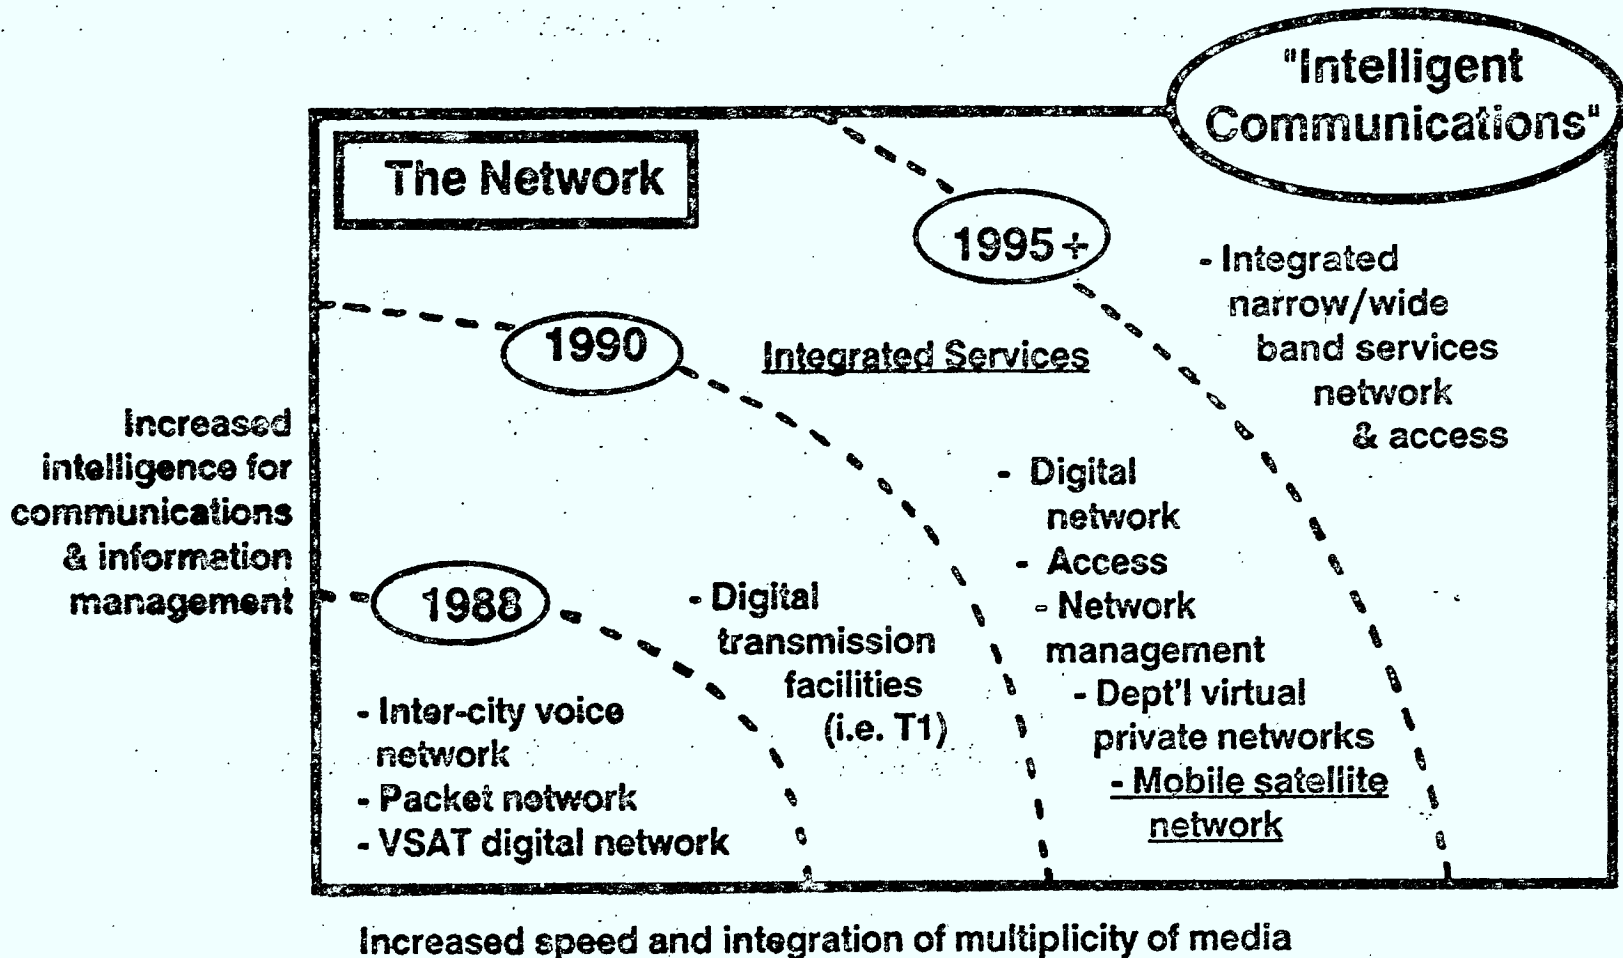 "Intelligent
Communications"
The Network
1995+
- Integrated
narrow/wide
band services
network
& access
1990
Integrated Services
Increased
intelligence for
communications
& information
management
- Digital
network
- Access
- Network
management
- Dept'l virtual
private networks
- Mobile satellite
network
1988
- Digital
transmission
facilities
(i.e. T1)
- Inter-city voice
network
- Packet network
- VSAT digital network
Increased speed and integration of multiplicity of media